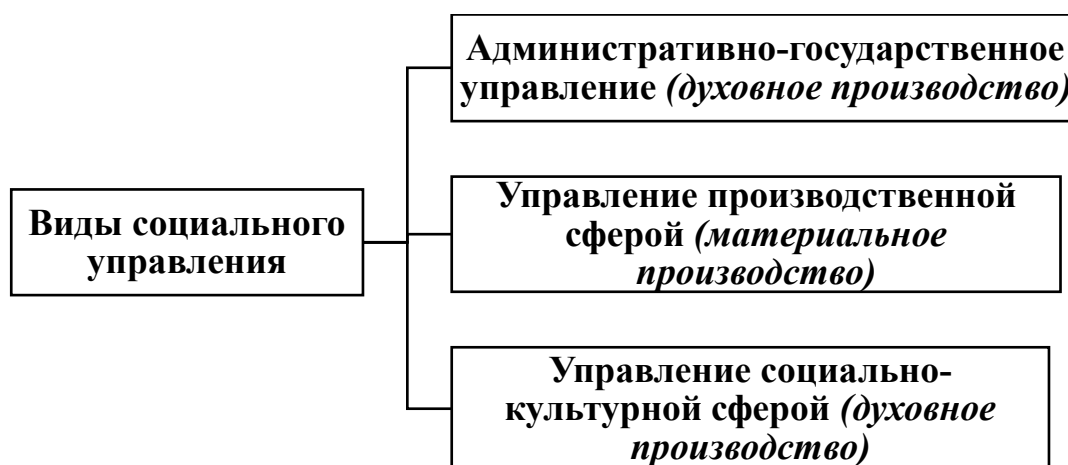 Виды социального
управления
Административно-государственное
управление (духовное производство)
Управление производственной
сферой (материальное
производство)
Управление социально-
культурной сферой (духовное
производство)